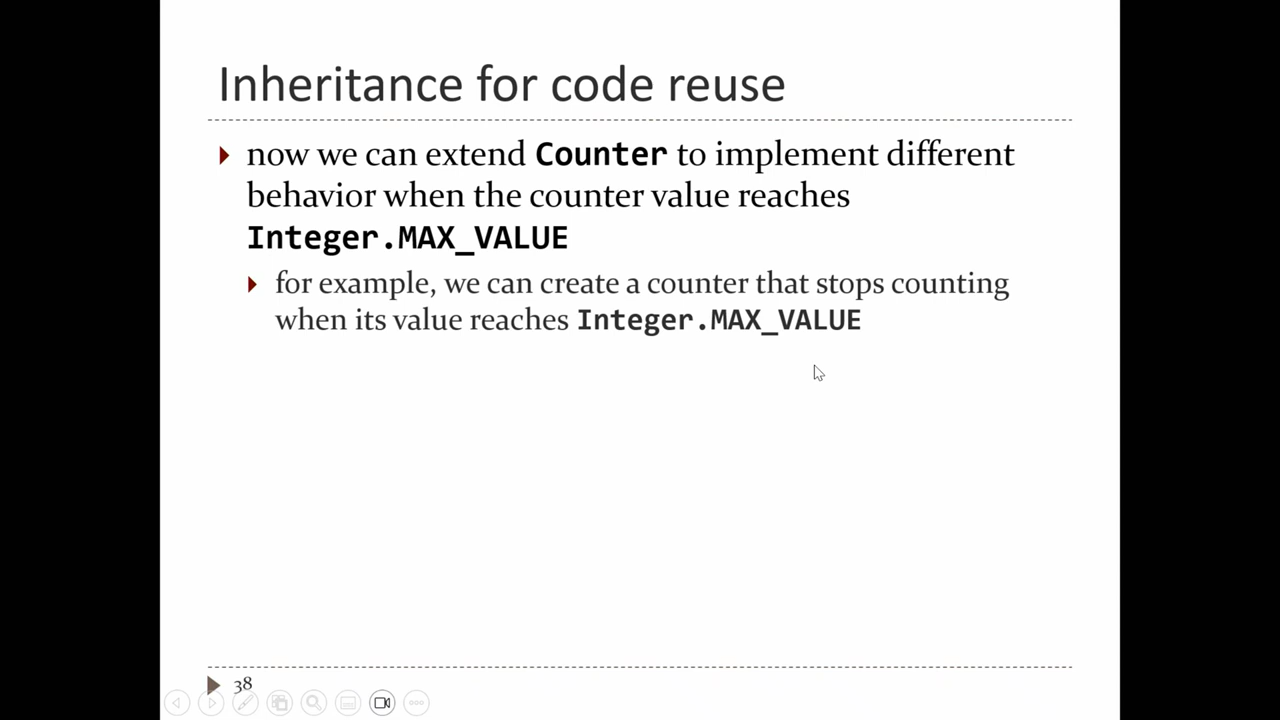 Inheritance for code reuse
now we can extend Counter to implement different
behavior when the counter value reaches
Integer.MAX_VALUE
for example, we can create a counter that stops counting
when its value reaches Integer.MAX_VALUE
38